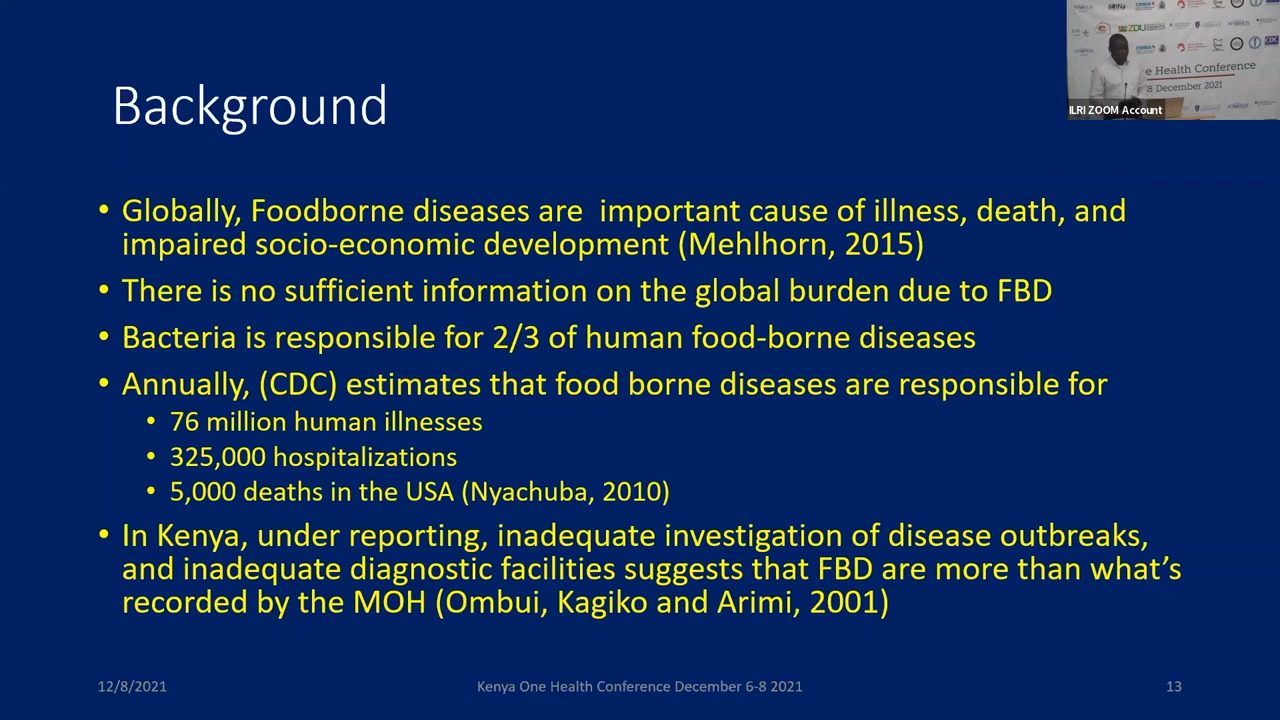 Background
• Globally, Foodborne diseases are important cause of illness, death, and
impaired socio-economic development (Mehlhorn, 2015)
• There is no sufficient information on the global burden due to FBD
• Bacteria is responsible for 2/3 of human food-borne diseases
• Annually, (CDC) estimates that food borne diseases are responsible for
• 76 million human illnesses
• 325,000 hospitalizations
• 5,000 deaths in the USA (Nyachuba, 2010)
• In Kenya, under reporting, inadequate investigation of disease outbreaks,
and inadequate diagnostic facilities suggests that FBD are more than what's
recorded by the MOH (Ombui, Kagiko and Arimi, 2001)
12/8/2021
Kenya One Health Conference December 6-8 2021
13
ZDU
e Health Conference
8 December 2021
ILRI ZOOM Account